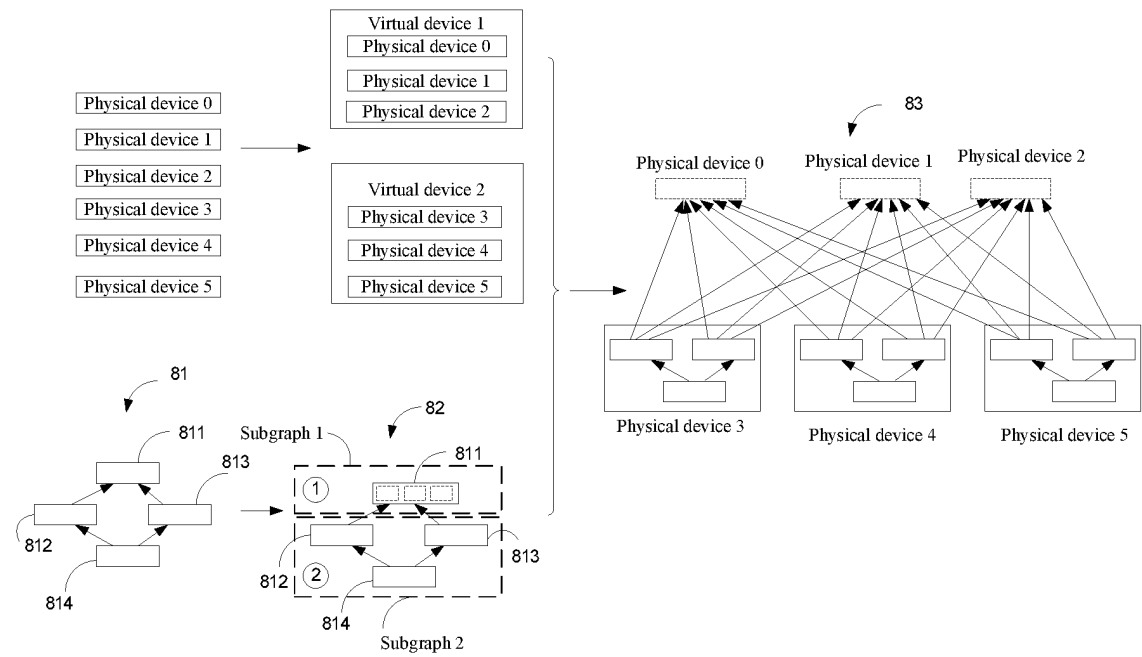 Physical device 0
Physical device 1
Physical device 2
Physical device 3
Physical device 4
Physical device 5
Virtual device 1
Physical device 0
Physical device 1
Physical device 2
Virtual device 2
Physical device 3
Physical device 4
Physical device 5
81
811
813
812
814
82
Subgraph 1
811
1
812
813
2
814
Subgraph 2
83
Physical device 0
Physical device 1
Physical device 2
Physical device 3
Physical device 4
Physical device 5